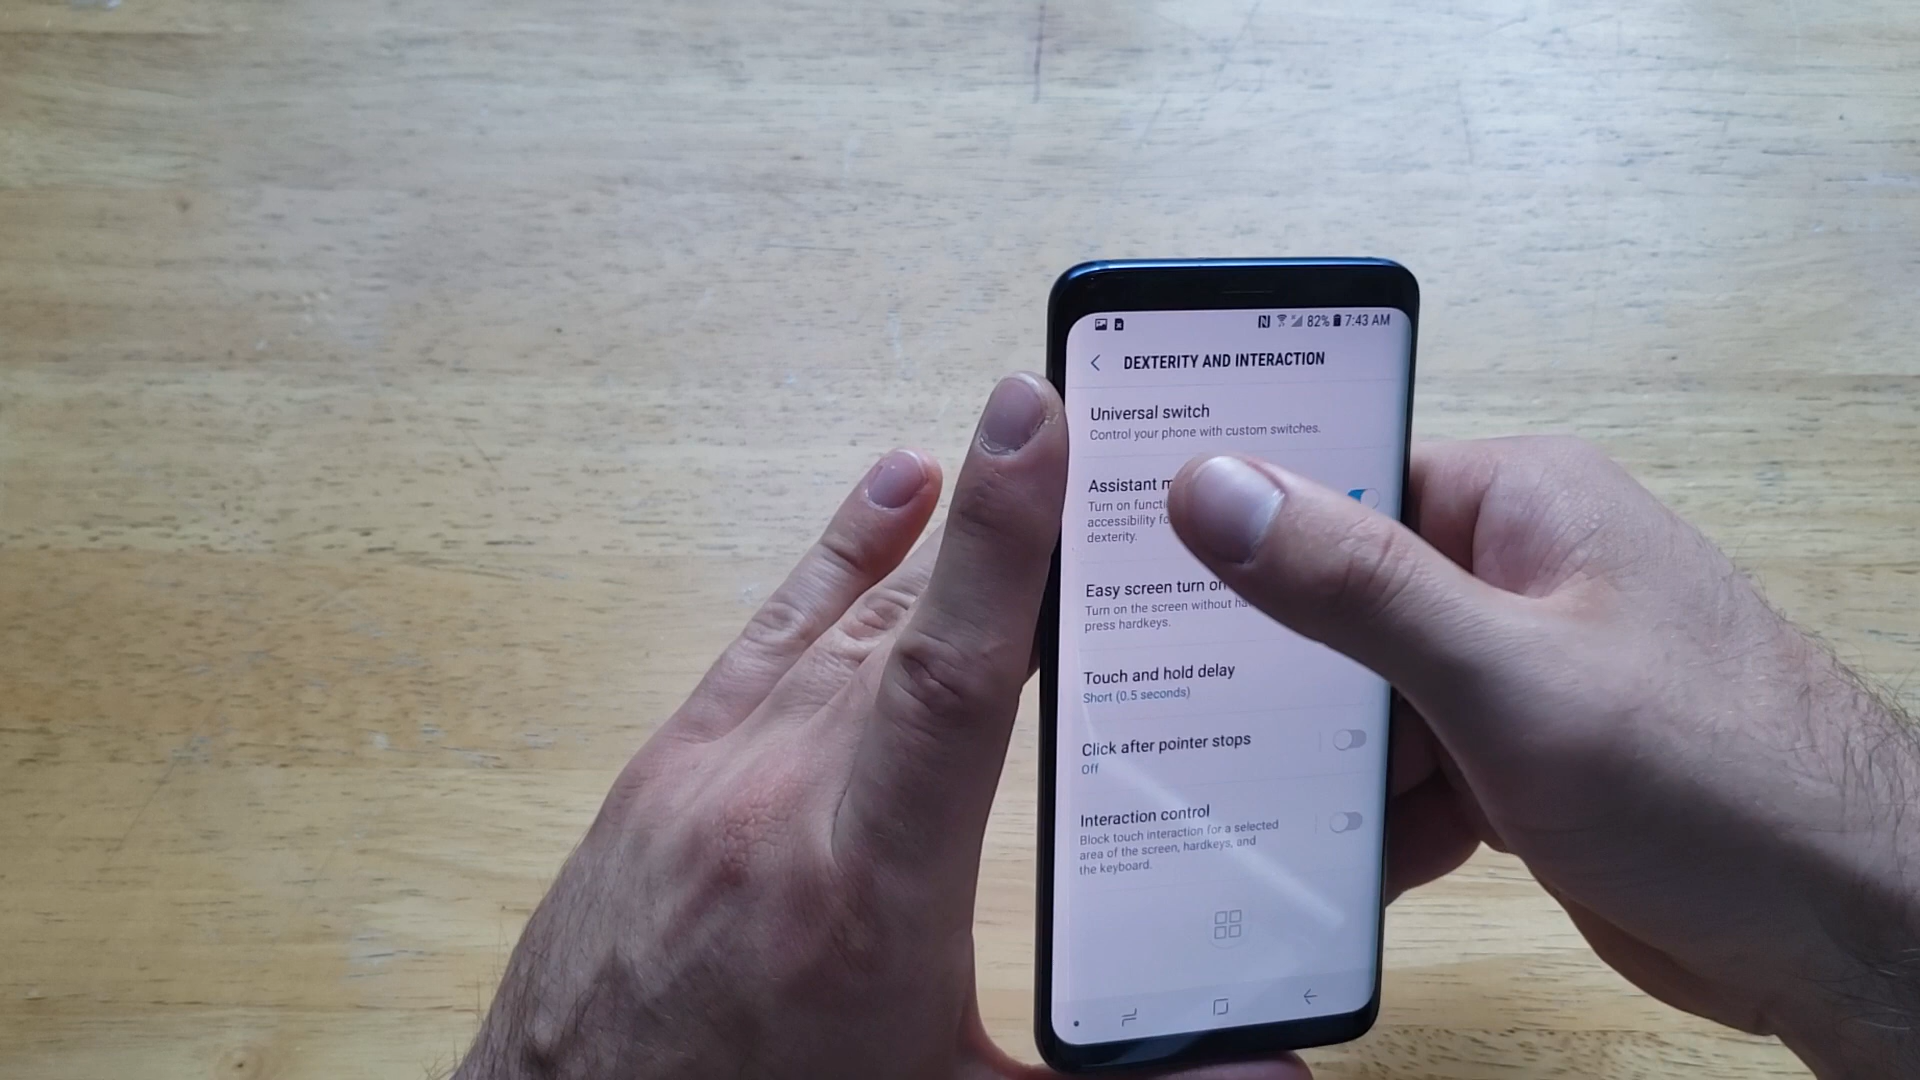 82% 7:43 AM
DEXTERITY AND INTERACTION
Universal switch
Control your phone with custom switches.
Assistant
Turn on
accessibility
dexterity.
Easy screen turn on
Turn on the screen without
press hardkeys.
Touch and hold delay
Short (0.5 seconds)
Click after pointer stops
Off
Interaction control
Block touch interaction for a selected
area of the screen, hardkeys, and
the keyboard.